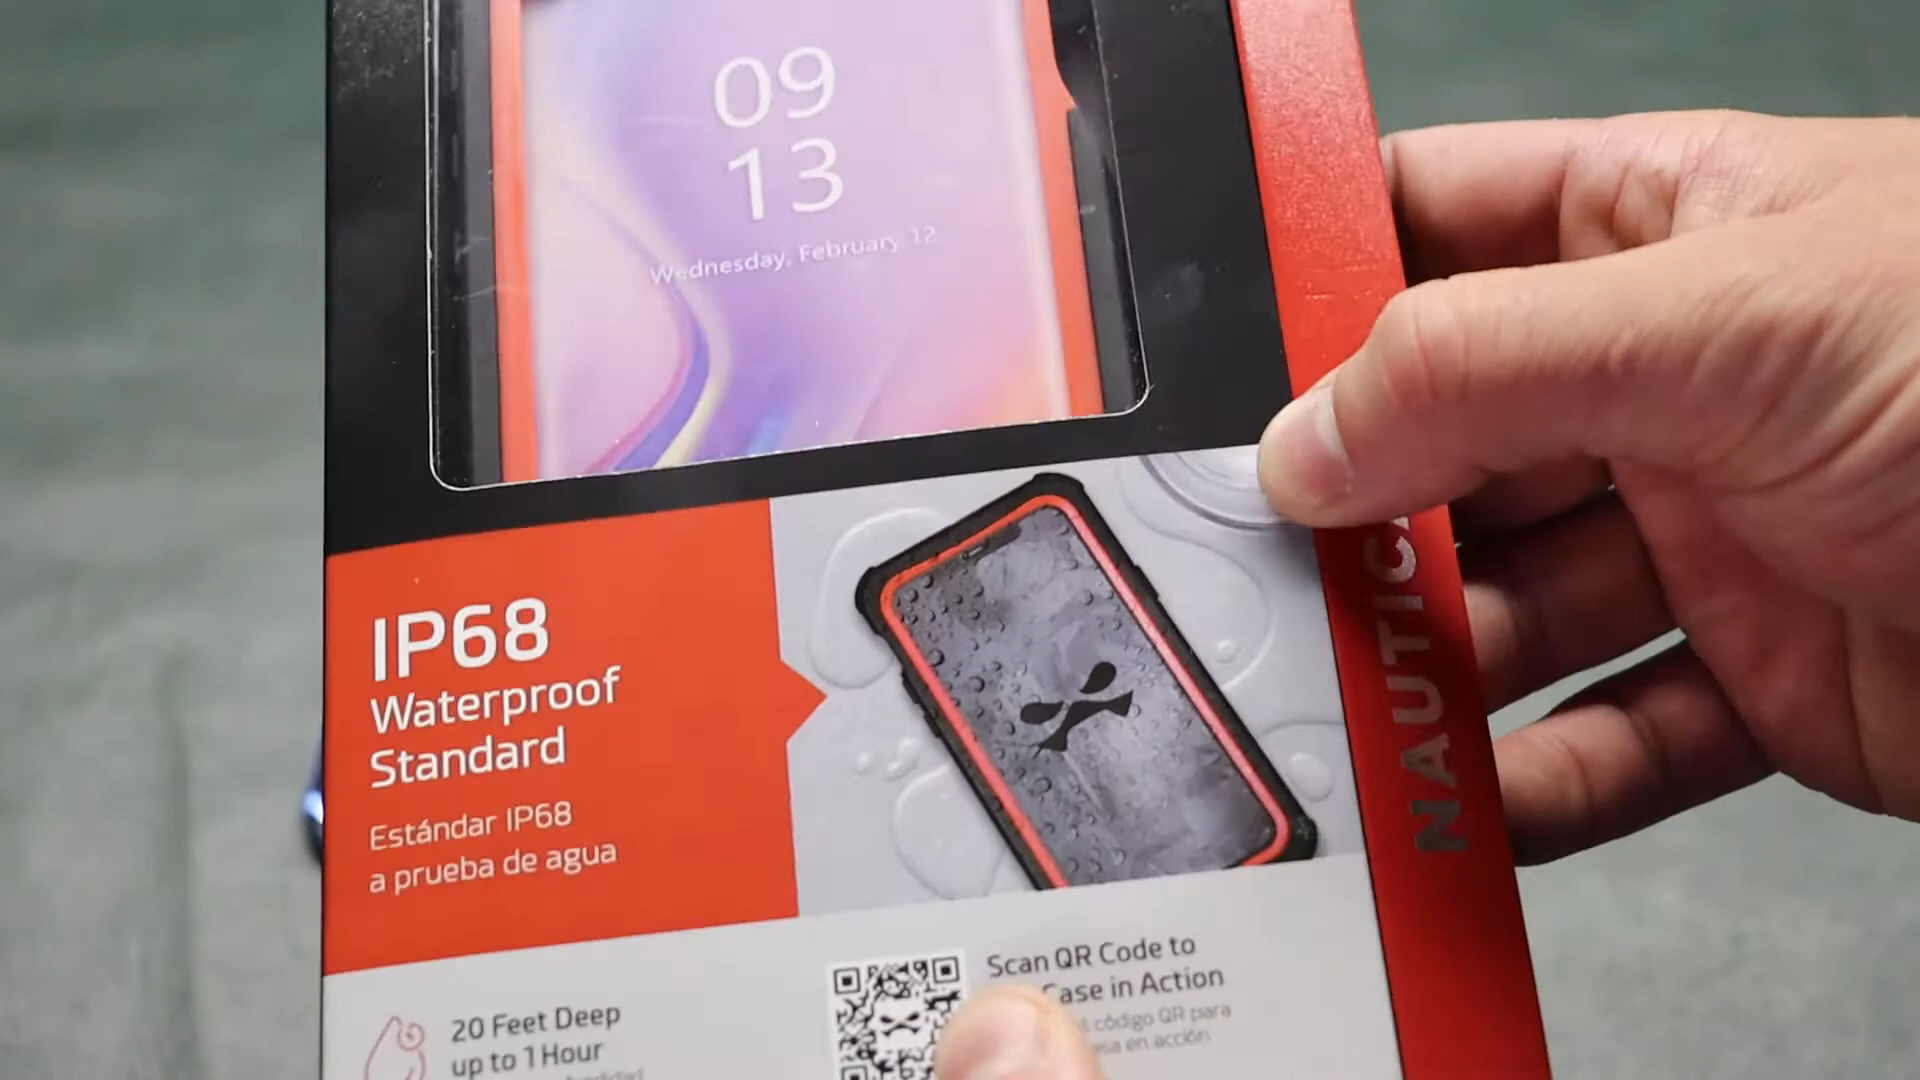 09
13
Wednesday, February 12
NAUTICA
IP68
Waterproof
Standard
Estándar IP68
a prueba de agua
Scan QR Code to
Case in Action
código QR para
en acción
20 Feet Deep
up to 1 Hour